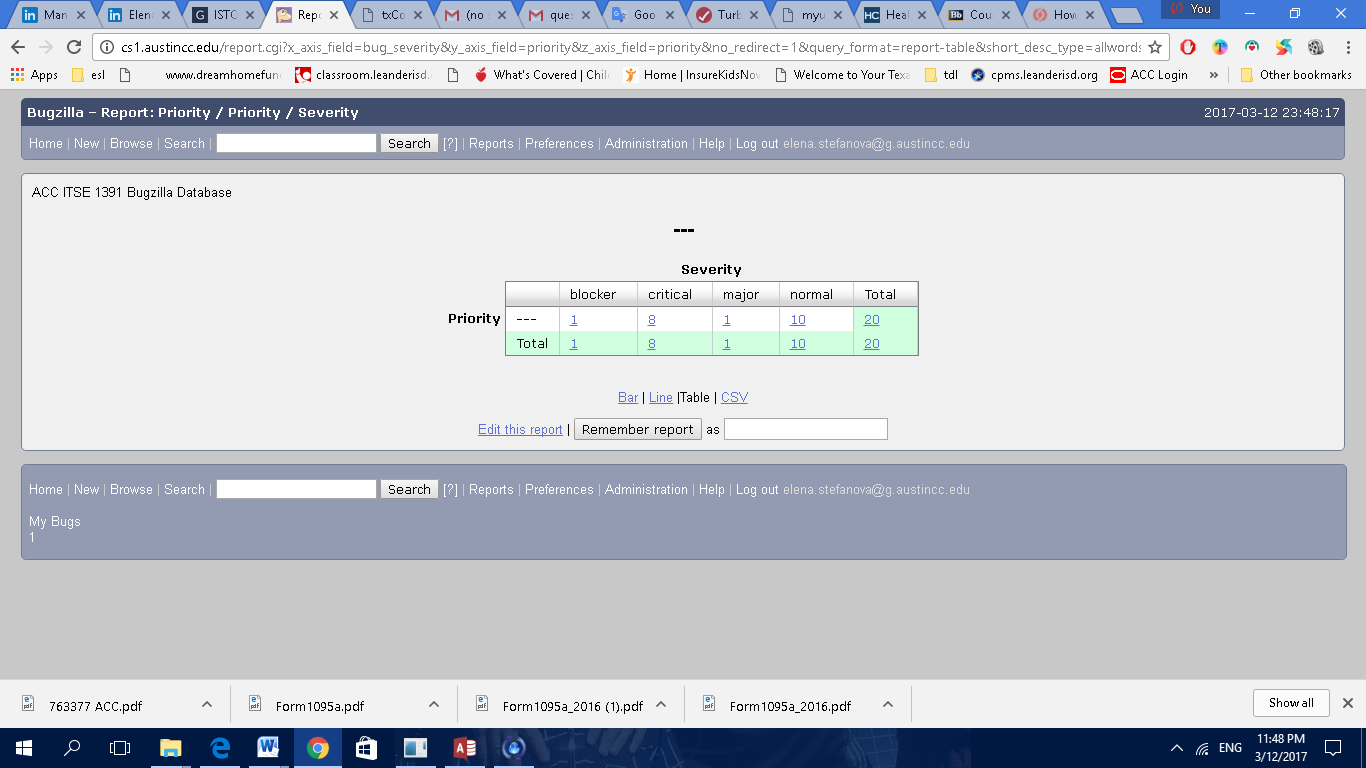 Man Elen ISTC Repo txCo M (no ques Goo Turb myu Heal Cou How You
cs1.austincc.edu/report.cgi?x_axis_field=bug_severity&y_axis_field=priority&z_axis_field=priority&no_redirect=1&query_format=report-table&short_desc_type=allwords
Apps esl www.dreamhomefun classroom.leanderisd. What's Covered | Chil Home | InsureKidsNov Welcome to Your Texa tdl cpms.leanderisd.org ACC Login » Other bookmarks
Bugzilla – Report: Priority / Priority / Severity 2017-03-12 23:48:17
Home | New | Browse | Search | Search [?] | Reports | Preferences | Administration | Help | Log out elena.stefanova@g.austincc.edu
ACC ITSE 1391 Bugzilla Database
---
Severity
blocker critical major normal Total
Priority --- 1 8 1 10 20
Total 1 8 1 10 20
Bar | Line |Table | CSV
Edit this report | Remember report as
Home | New | Browse | Search | Search [?] | Reports | Preferences | Administration | Help | Log out elena.stefanova@g.austincc.edu
My Bugs
1
763377 ACC.pdf Form1095a.pdf Form1095a_2016 (1).pdf Form1095a_2016.pdf Show all
ENG 11:48 PM
3/12/2017